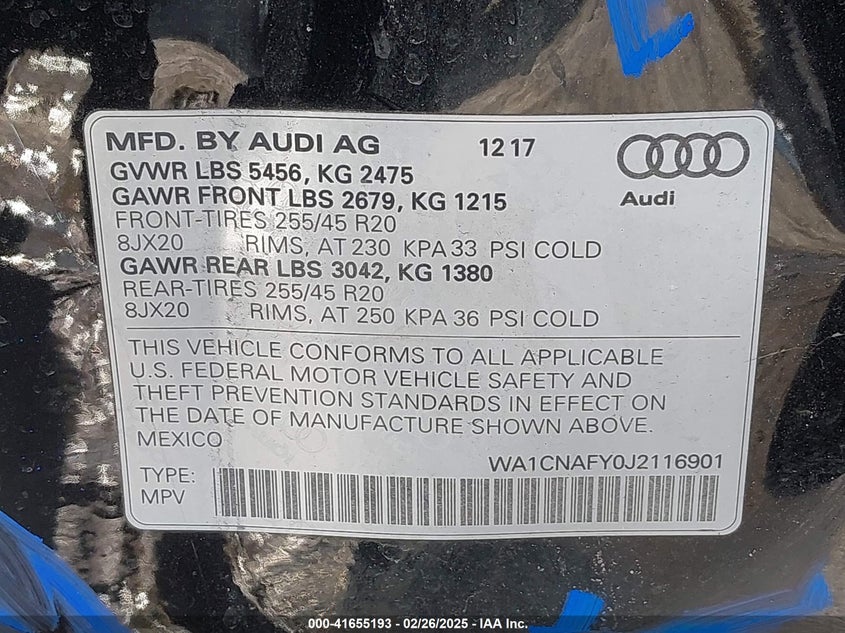 MFD. BY AUDI AG 12 17
GVWR LBS 5456, KG 2475
GAWR FRONT LBS 2679, KG 1215
Audi
FRONT-TIRES 255/45 R20
8JX20 RIMS, AT 230 KPA 33 PSI COLD
GAWR REAR LBS 3042, KG 1380
REAR-TIRES 255/45 R20
8JX20 RIMS, AT 250 KPA 36 PSI COLD
THIS VEHICLE CONFORMS TO ALL APPLICABLE
U.S. FEDERAL MOTOR VEHICLE SAFETY AND
THEFT PREVENTION STANDARDS IN EFFECT ON
THE DATE OF MANUFACTURE SHOWN ABOVE.
MEXICO
WA1CNAFY0J2116901
TYPE:
MPV
000-41655193 - 02/26/2025 - IAA Inc.